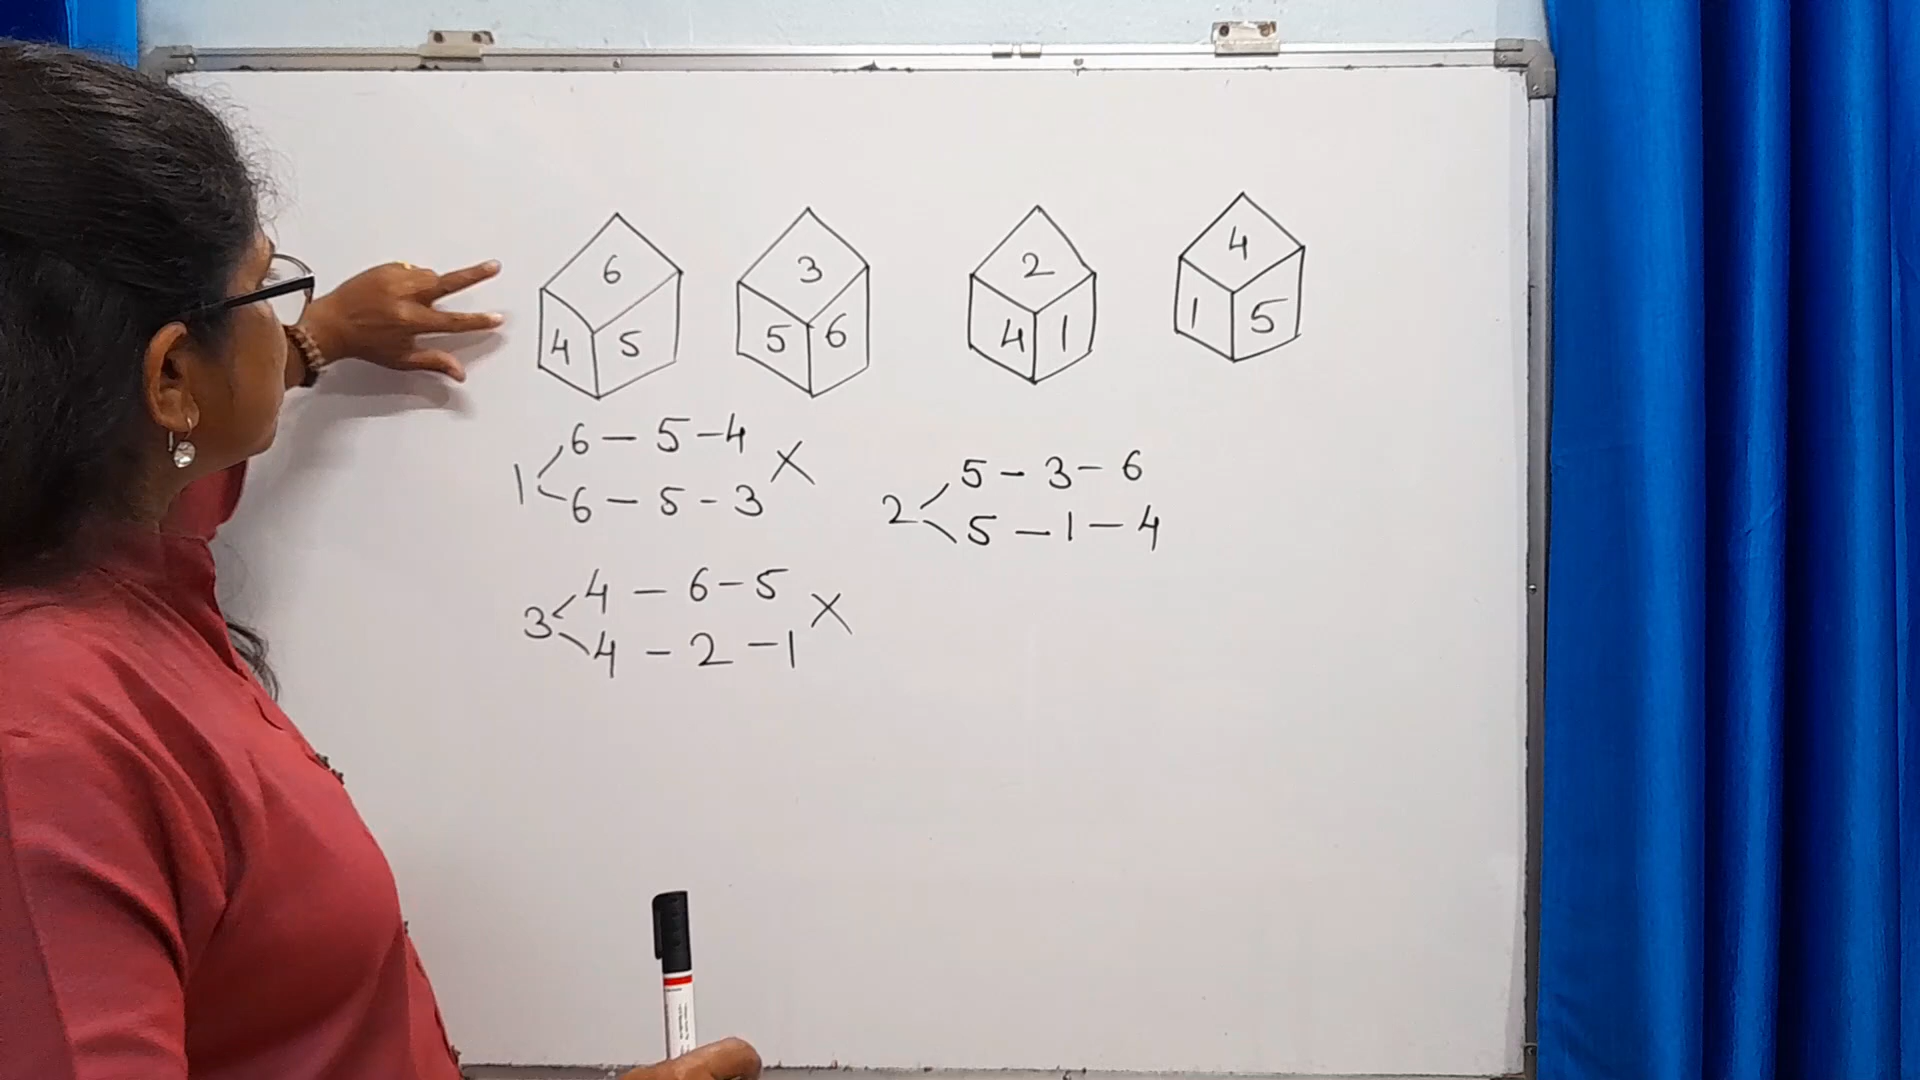 6
4 5
3
5 6
2
4 1
4
1 5
1 < 6 - 5 - 4
6 - 5 - 3 ×
2 < 5 - 3 - 6
5 - 1 - 4
3 < 4 - 6 - 5
4 - 2 - 1 ×